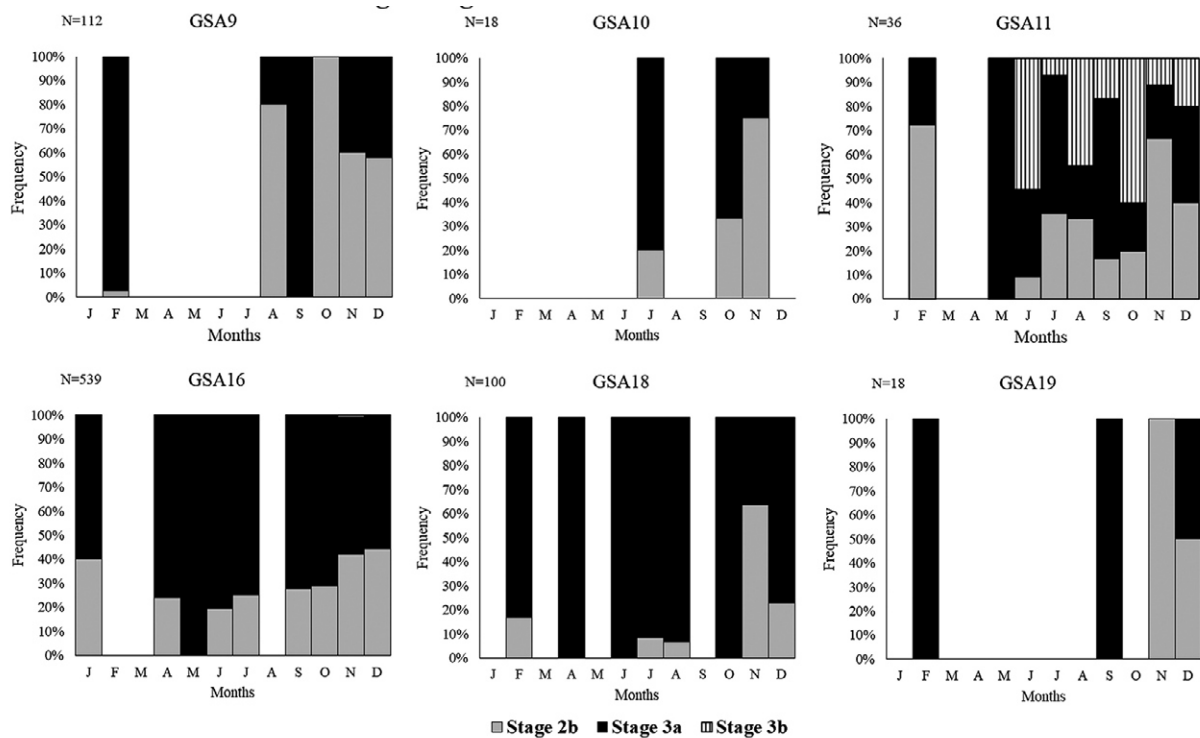 N=112 GSA9
100%
90%
80%
70%
60%
50%
40%
30%
20%
10%
0%
Frequency
J F M A M J J A S O N D
Months
N=18 GSA10
100%
90%
80%
70%
60%
50%
40%
30%
20%
10%
0%
Frequency
J F M A M J J A S O N D
Months
N=36 GSA11
100%
90%
80%
70%
60%
50%
40%
30%
20%
10%
0%
Frequency
J F M A M J J A S O N D
Months
N=539 GSA16
100%
90%
80%
70%
60%
50%
40%
30%
20%
10%
0%
Frequency
J F M A M J J A S O N D
Months
N=100 GSA18
100%
90%
80%
70%
60%
50%
40%
30%
20%
10%
0%
Frequency
J F M A M J J A S O N D
Months
N=18 GSA19
100%
90%
80%
70%
60%
50%
40%
30%
20%
10%
0%
Frequency
J F M A M J J A S O N D
Months
Stage 2b Stage 3a Stage 3b